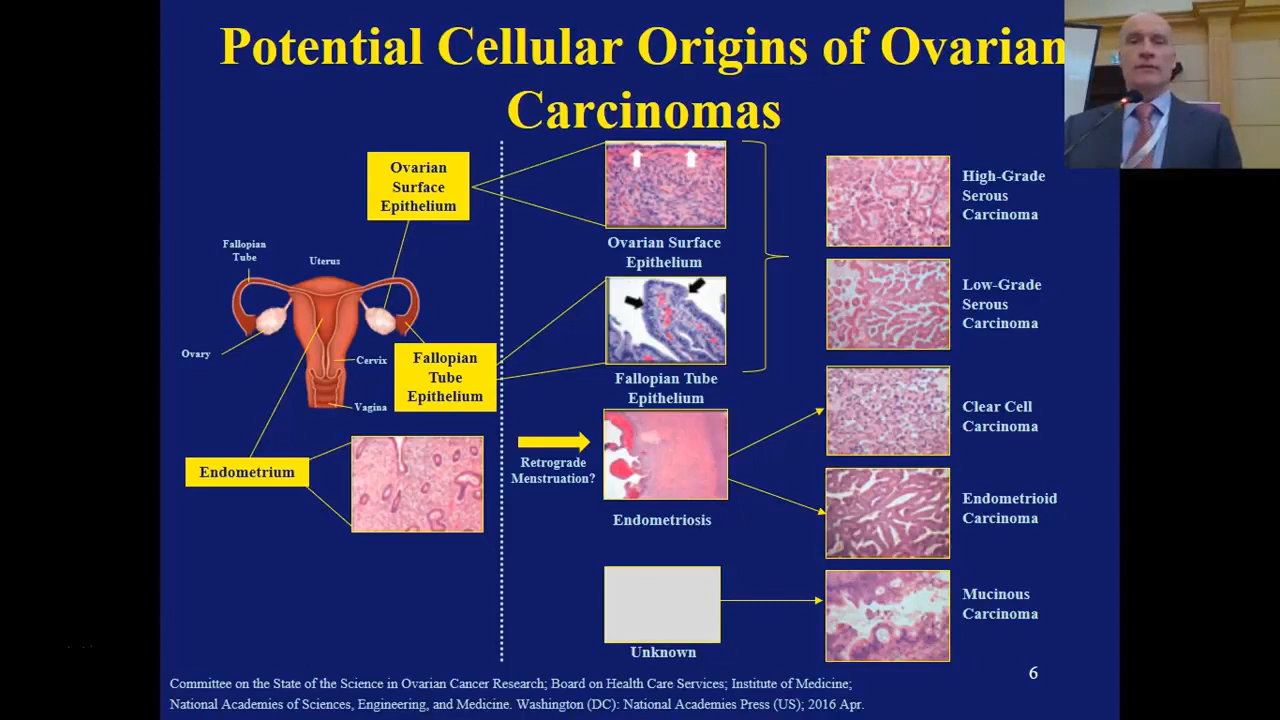 Potential Cellular Origins of Ovarian
Carcinomas
Ovarian
Surface
Epithelium
Fallopian
Tube
Uterus
Ovary
Cervix
Vagina
Fallopian
Tube
Epithelium
Endometrium
Retrograde
Menstruation?
Ovarian Surface
Epithelium
Fallopian Tube
Epithelium
Endometriosis
Unknown
High-Grade
Serous
Carcinoma
Low-Grade
Serous
Carcinoma
Clear Cell
Carcinoma
Endometrioid
Carcinoma
Mucinous
Carcinoma
6
Committee on the State of the Science in Ovarian Cancer Research; Board on Health Care Services; Institute of Medicine;
National Academies of Sciences, Engineering, and Medicine. Washington (DC): National Academies Press (US); 2016 Apr.